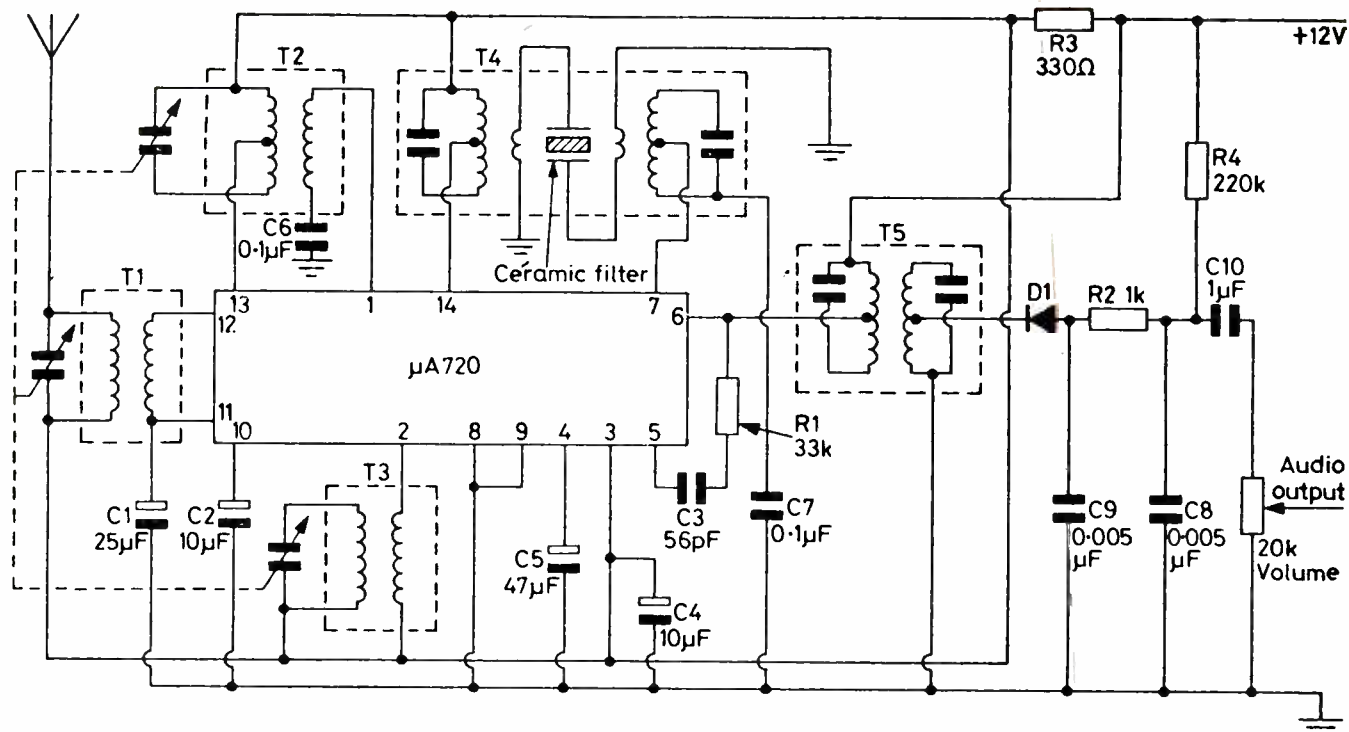 R3
330Ω
+12V
T2
T4
R4
220k
C6
0·1µF
Ceramic filter
T5
C10
1µF
T1
D1
R2 1k
13
1
14
7
12
6
µA720
11
10
2
8
9
4
3
5
R1
33k
T3
Audio
output
C1
25µF
C2
10µF
C3
56pF
C7
0·1µF
C9
0·005
µF
C8
0·005
µF
C5
47µF
20k
Volume
C4
10µF